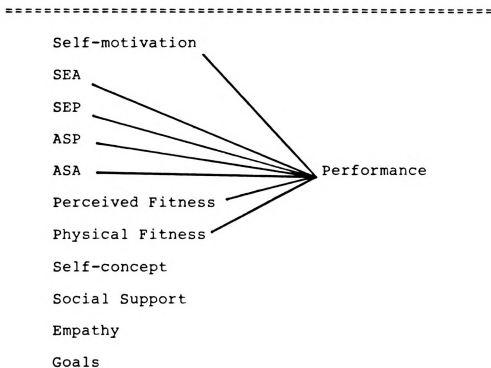 Self-motivation
SEA
SEP
ASP
ASA
Performance
Perceived Fitness
Physical Fitness
Self-concept
Social Support
Empathy
Goals